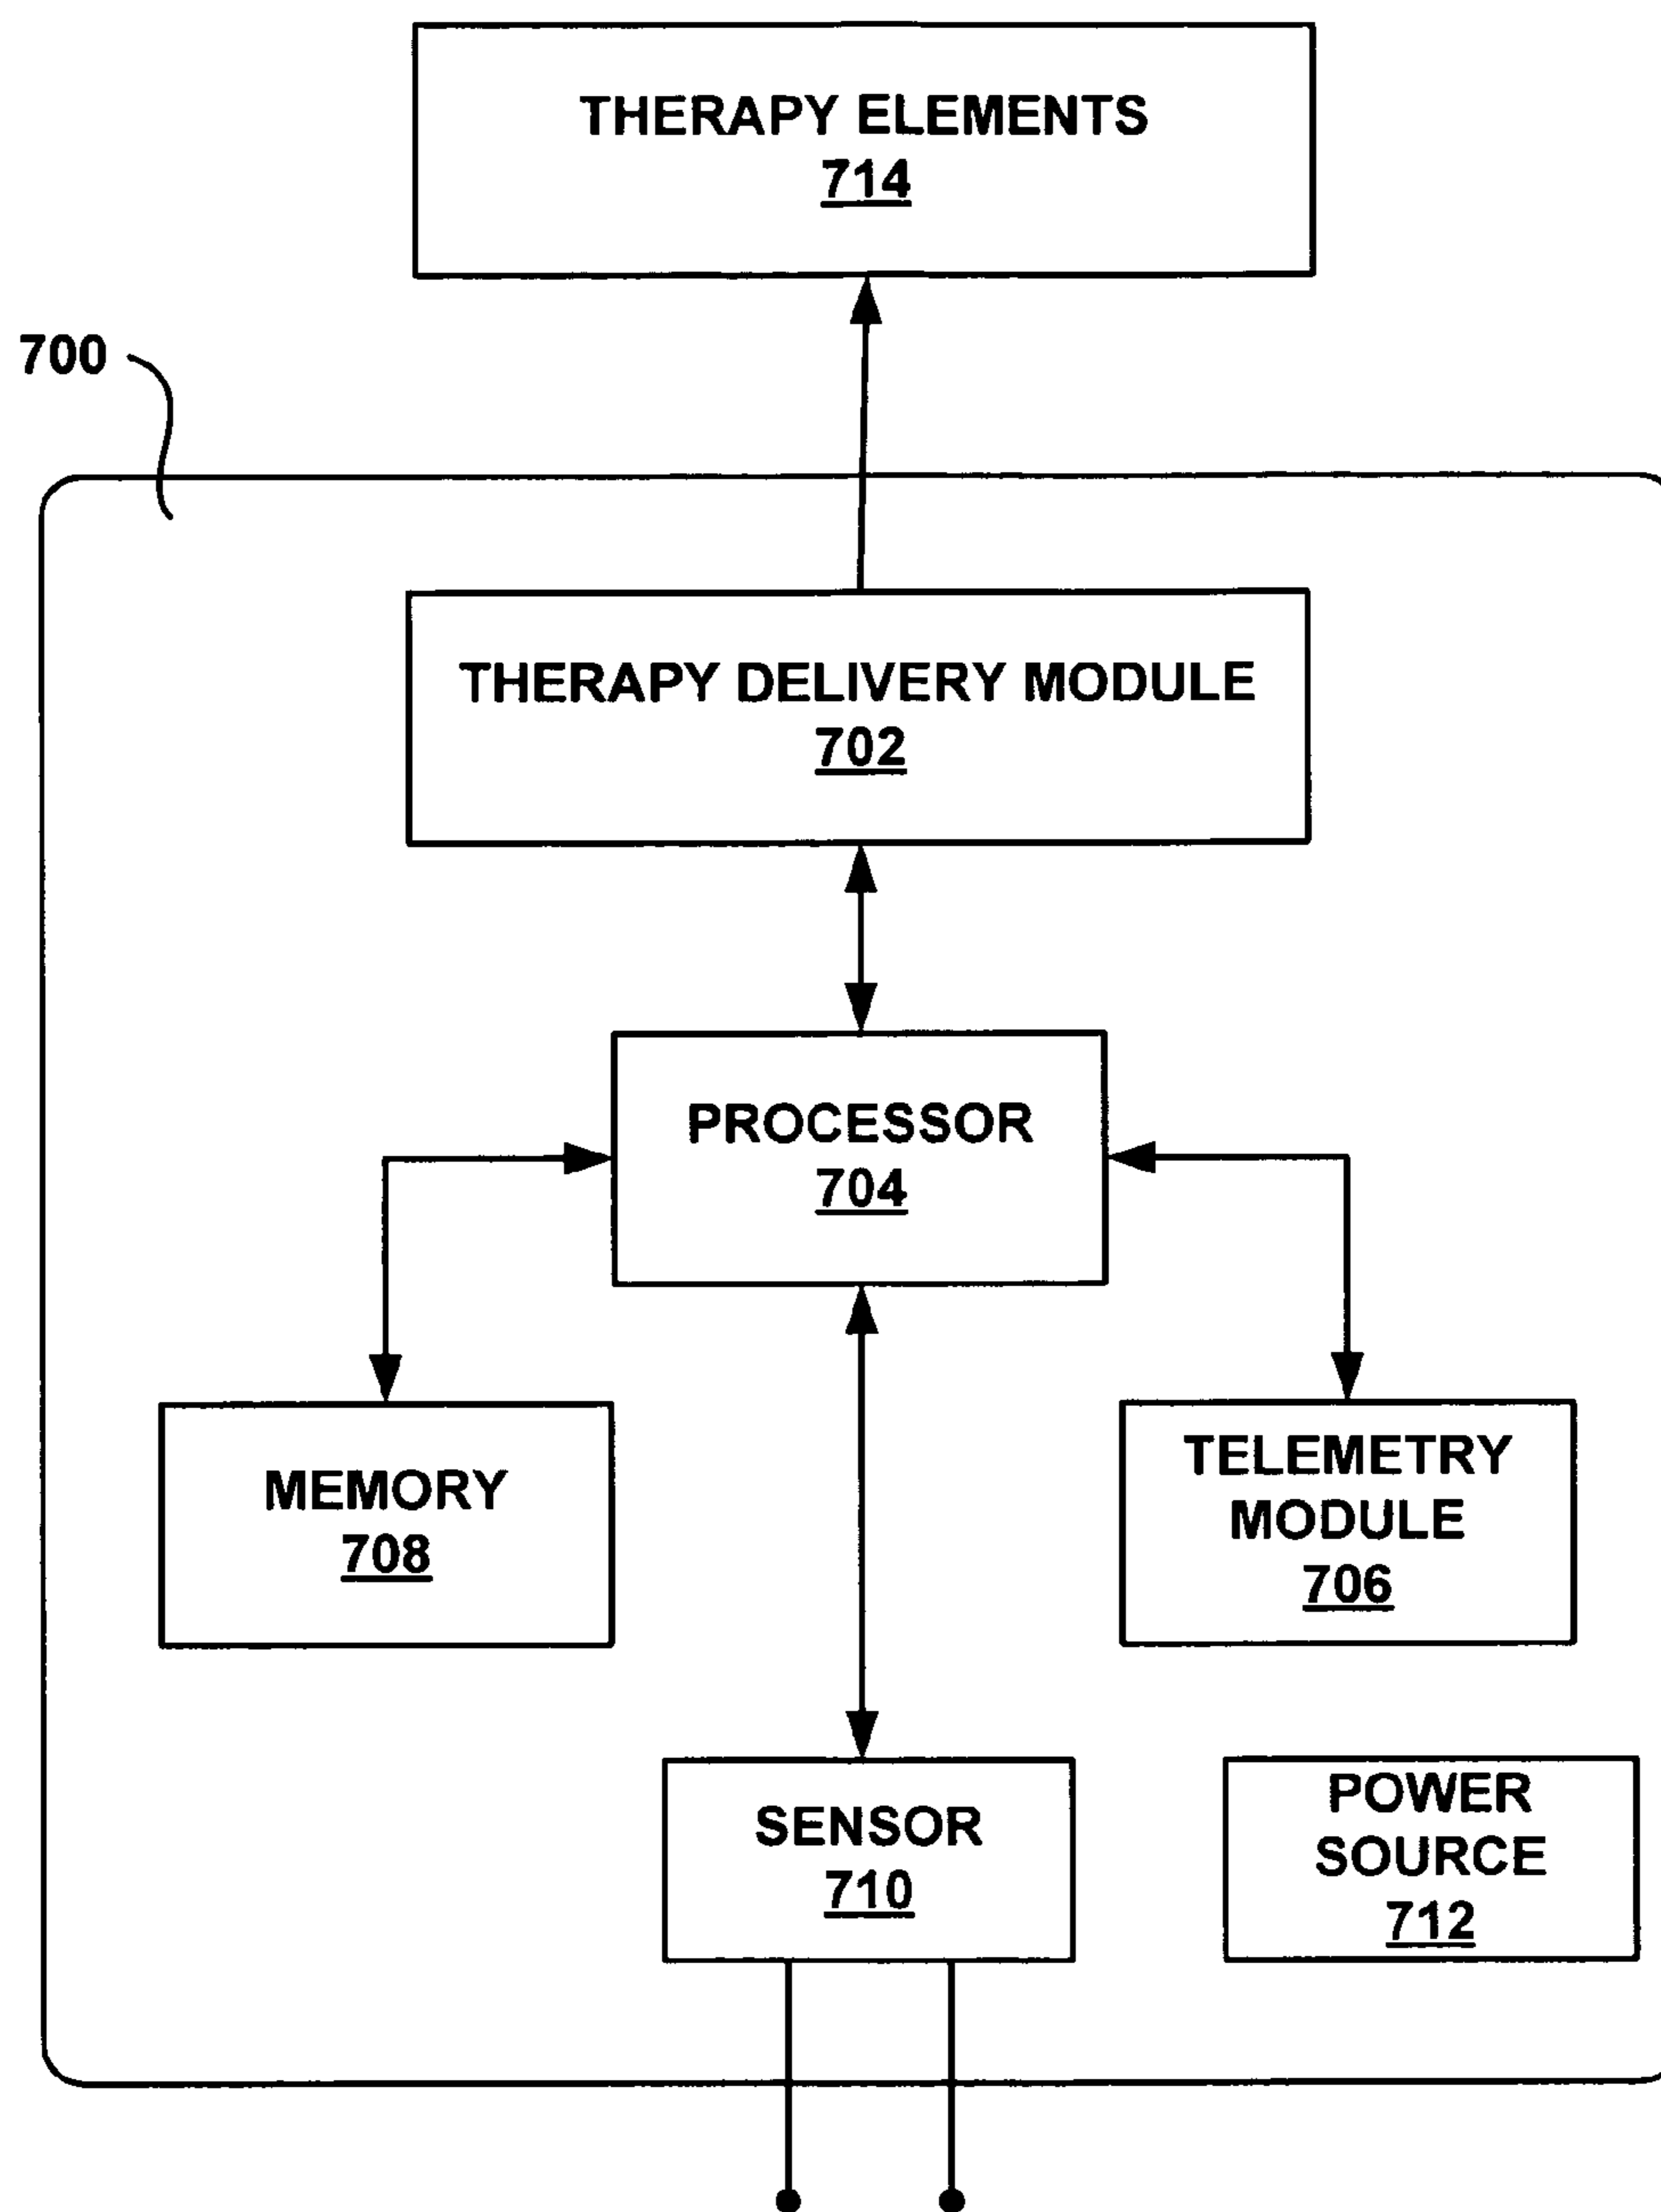 THERAPY ELEMENTS
714
700
THERAPY DELIVERY MODULE
702
PROCESSOR
704
MEMORY
708
TELEMETRY
MODULE
706
SENSOR
710
POWER
SOURCE
712